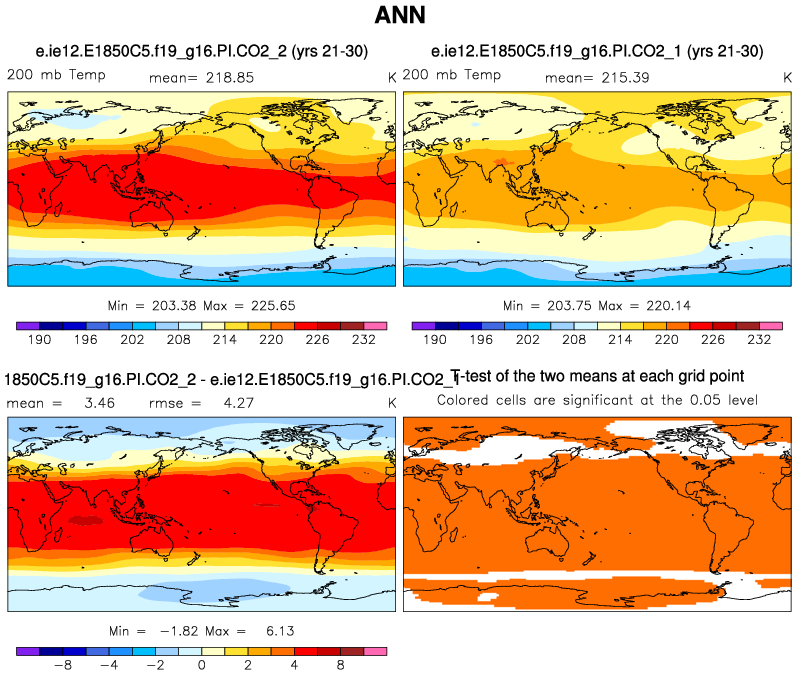 ANN
e.ie12.E1850C5.f19_g16.PI.CO2_2 (yrs 21-30)
200 mb Temp mean= 218.85 K
Min = 203.38 Max = 225.65
190 196 202 208 214 220 226 232
e.ie12.E1850C5.f19_g16.PI.CO2_1 (yrs 21-30)
200 mb Temp mean= 215.39 K
Min = 203.75 Max = 220.14
190 196 202 208 214 220 226 232
1850C5.f19_g16.PI.CO2_2 - e.ie12.E1850C5.f19_g16.PI.CO2_1
mean = 3.46 rmse = 4.27 K
Min = -1.82 Max = 6.13
-8 -4 -2 0 2 4 8
T-test of the two means at each grid point
Colored cells are significant at the 0.05 level